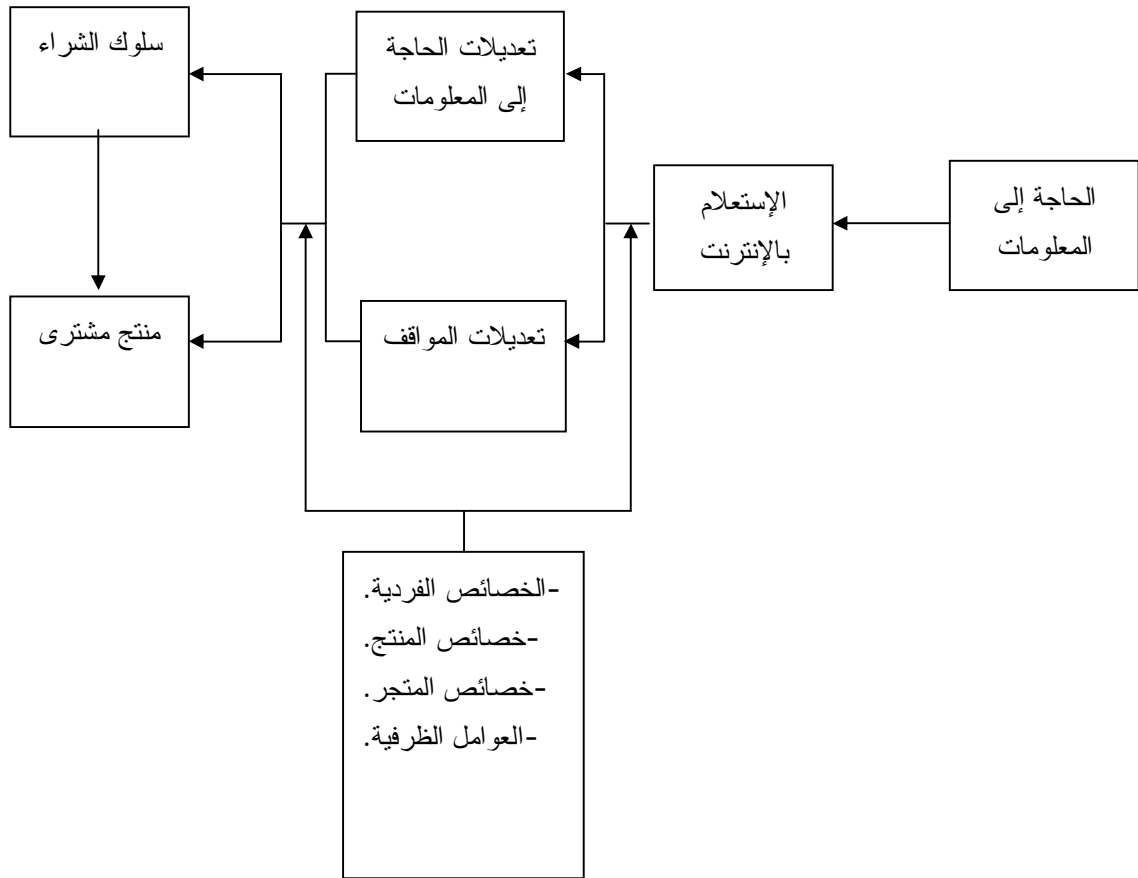 الحاجة إلى
المعلومات
الإستعلام
بالإنترنت
تعديلات الحاجة
إلى المعلومات
تعديلات المواقف
سلوك الشراء
منتج مشترى
-الخصائص الفردية.
-خصائص المنتج.
-خصائص المتجر.
-العوامل الظرفية.